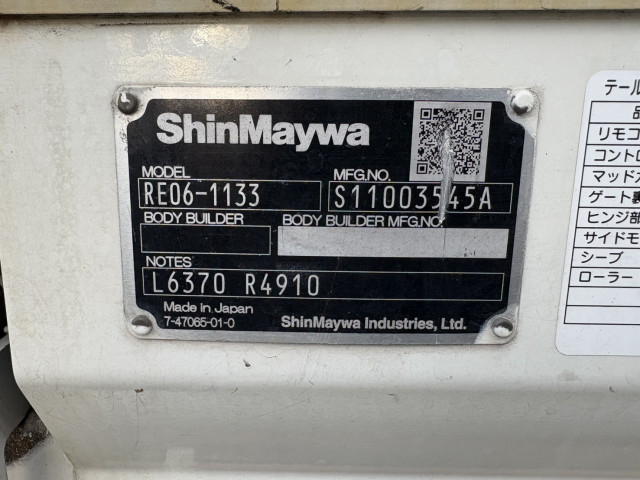 ShinMaywa
MODEL
MFG.NO.
RE06-1133
S11003545A
BODY BUILDER
BODY BUILDER MFG.NO.
NOTES
L6370 R4910
Made in Japan
7-47065-01-0
ShinMaywa Industries, Ltd.
テール
リモコ
コントロ
マッドガ
ゲート裏
ヒンジ部
サイドモ
シーブ
ローラー